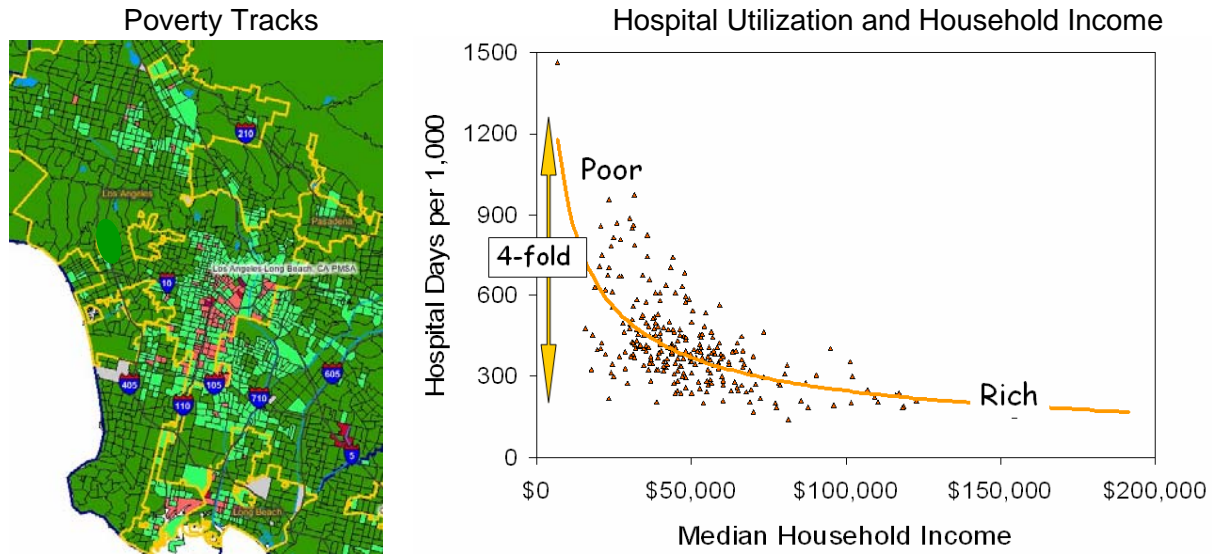 Poverty Tracks
Hospital Utilization and Household Income
210
Los Angeles
Pasadena
Los Angeles-Long Beach, CA PMSA
10
405
105
605
110
710
5
Long Beach
Hospital Days per 1,000
1500
1200
900
600
300
0
Poor
4-fold
Rich
$0
$50,000
$100,000
$150,000
$200,000
Median Household Income